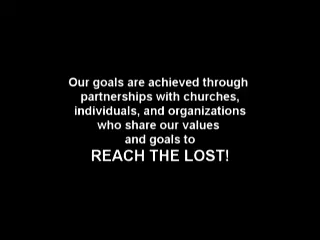 Our goals are achieved through
partnerships with churches,
individuals, and organizations
who share our values
and goals to
REACH THE LOST!